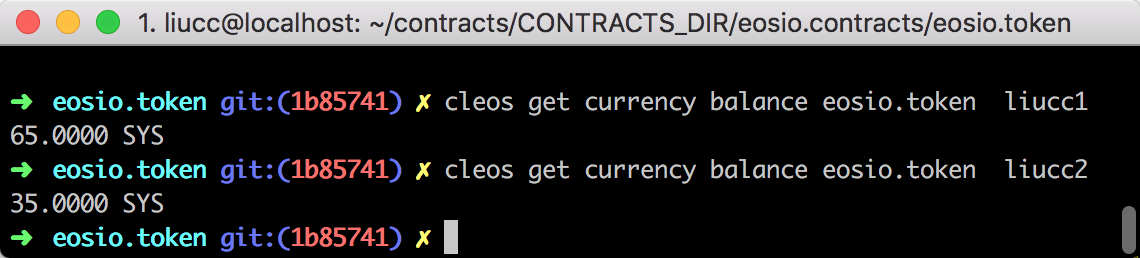 1. liucc@localhost: ~/contracts/CONTRACTS_DIR/eosio.contracts/eosio.token
➜  eosio.token git:(1b85741) ✗ cleos get currency balance eosio.token  liucc1
65.0000 SYS
➜  eosio.token git:(1b85741) ✗ cleos get currency balance eosio.token  liucc2
35.0000 SYS
➜  eosio.token git:(1b85741) ✗